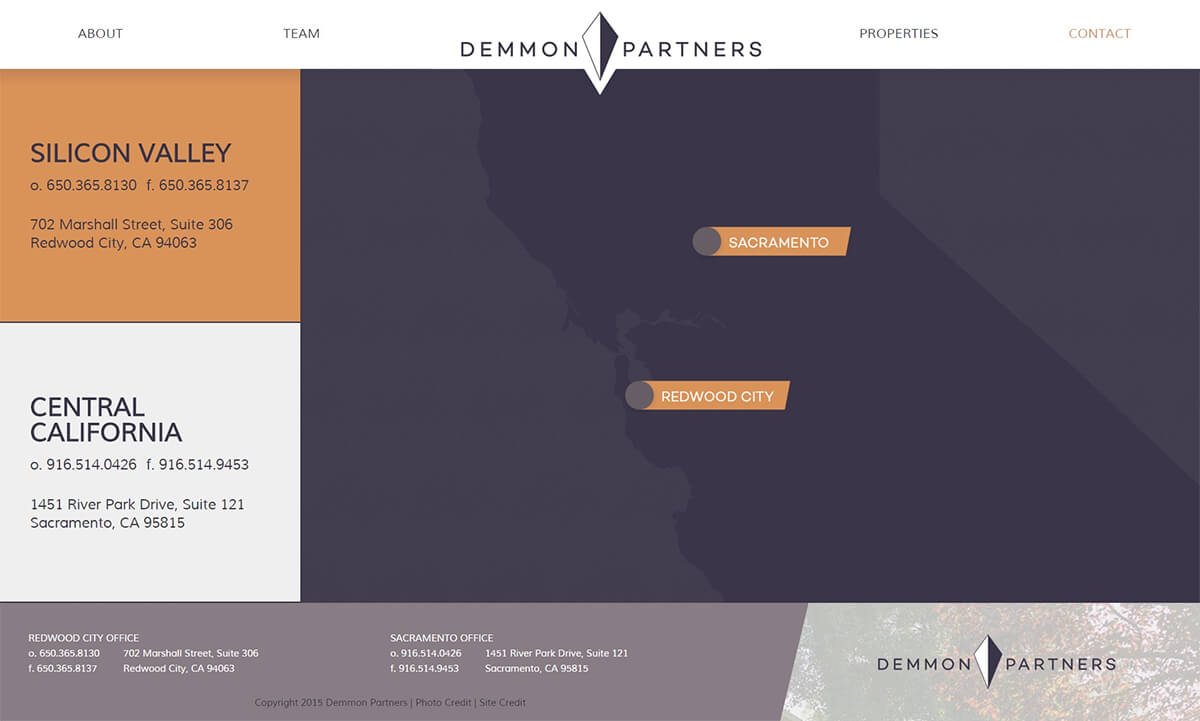 ABOUT
TEAM
DEMMON PARTNERS
PROPERTIES
CONTACT
SILICON VALLEY
o. 650.365.8130 f. 650.365.8137
702 Marshall Street, Suite 306
Redwood City, CA 94063
CENTRAL
CALIFORNIA
o. 916.514.0426 f. 916.514.9453
1451 River Park Drive, Suite 121
Sacramento, CA 95815
SACRAMENTO
REDWOOD CITY
REDWOOD CITY OFFICE
o. 650.365.8130 702 Marshall Street, Suite 306
f. 650.365.8137 Redwood City, CA 94063
SACRAMENTO OFFICE
o. 916.514.0426 1451 River Park Drive, Suite 121
f. 916.514.9453 Sacramento, CA 95815
Copyright 2015 Demmon Partners | Photo Credit | Site Credit
DEMMON PARTNERS